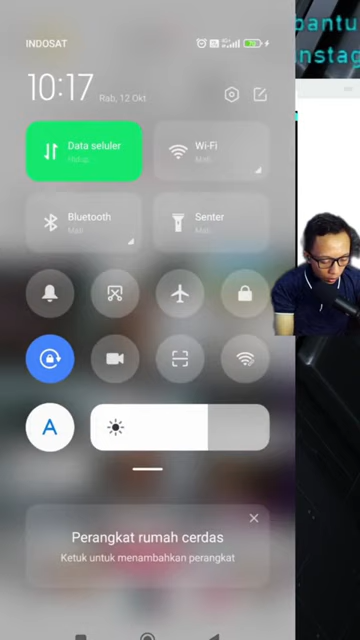 bantu
instag
INDOSAT
10:17
Rab, 12 Okt
Data seluler
Hidup
Wi-Fi
Mati
Bluetooth
Mati
Senter
Mati
A
Perangkat rumah cerdas
Ketuk untuk menambahkan perangkat